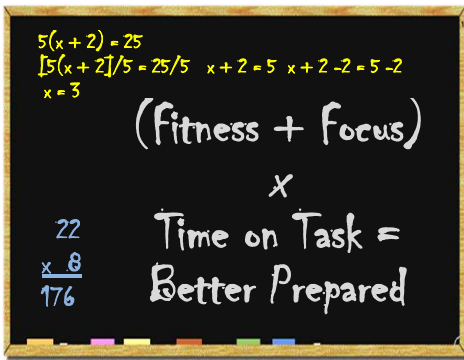 5(x + 2) = 25
[5(x + 2]/5 = 25/5 x + 2 = 5 x + 2 -2 = 5 -2
x = 3
(Fitness + Focus)
x
Time on Task =
Better Prepared
22
x 8
176